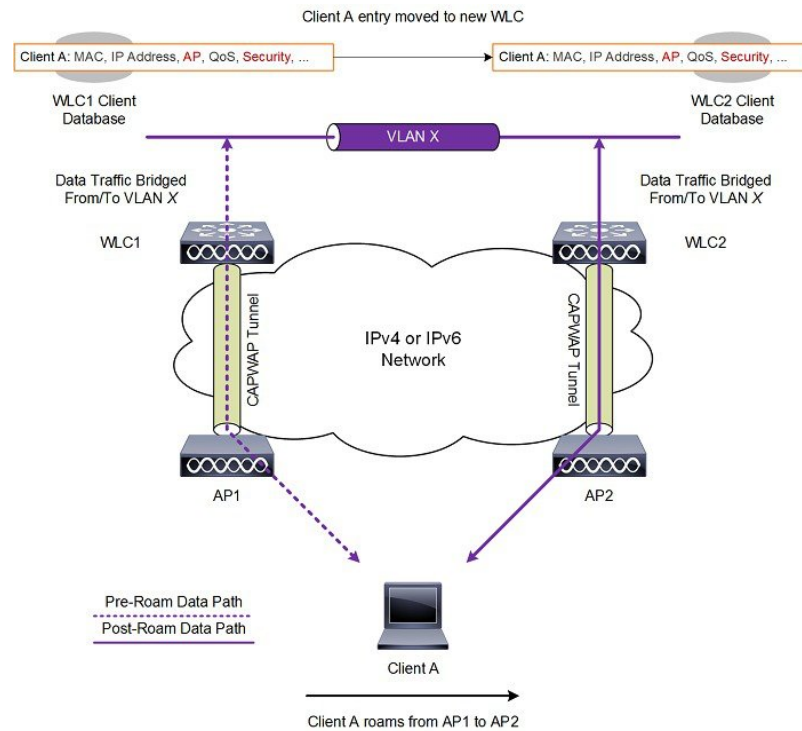 Client A entry moved to new WLC
Client A: MAC, IP Address, AP, QoS, Security, ...
Client A: MAC, IP Address, AP, QoS, Security, ...
WLC1 Client
Database
WLC2 Client
Database
VLAN X
Data Traffic Bridged
From/To VLAN X
Data Traffic Bridged
From/To VLAN X
WLC1
WLC2
CAPWAP Tunnel
IPv4 or IPv6
Network
CAPWAP Tunnel
AP1
AP2
Pre-Roam Data Path
Post-Roam Data Path
Client A
Client A roams from AP1 to AP2